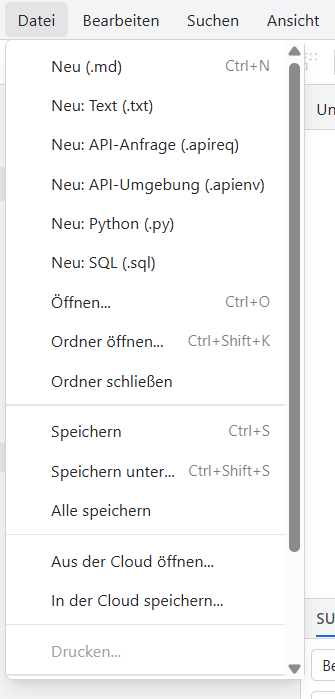 Datei Bearbeiten Suchen Ansicht
Neu (.md) Ctrl+N
Neu: Text (.txt)
Neu: API-Anfrage (.apireq)
Neu: API-Umgebung (.apienv)
Neu: Python (.py)
Neu: SQL (.sql)
Öffnen... Ctrl+O
Ordner öffnen... Ctrl+Shift+K
Ordner schließen
Speichern Ctrl+S
Speichern unter... Ctrl+Shift+S
Alle speichern
Aus der Cloud öffnen...
In der Cloud speichern...
Drucken...